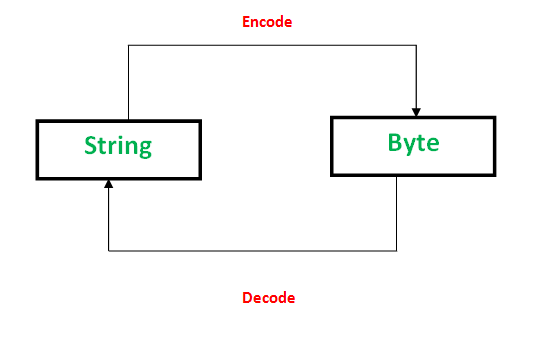 Encode
String
Byte
Decode